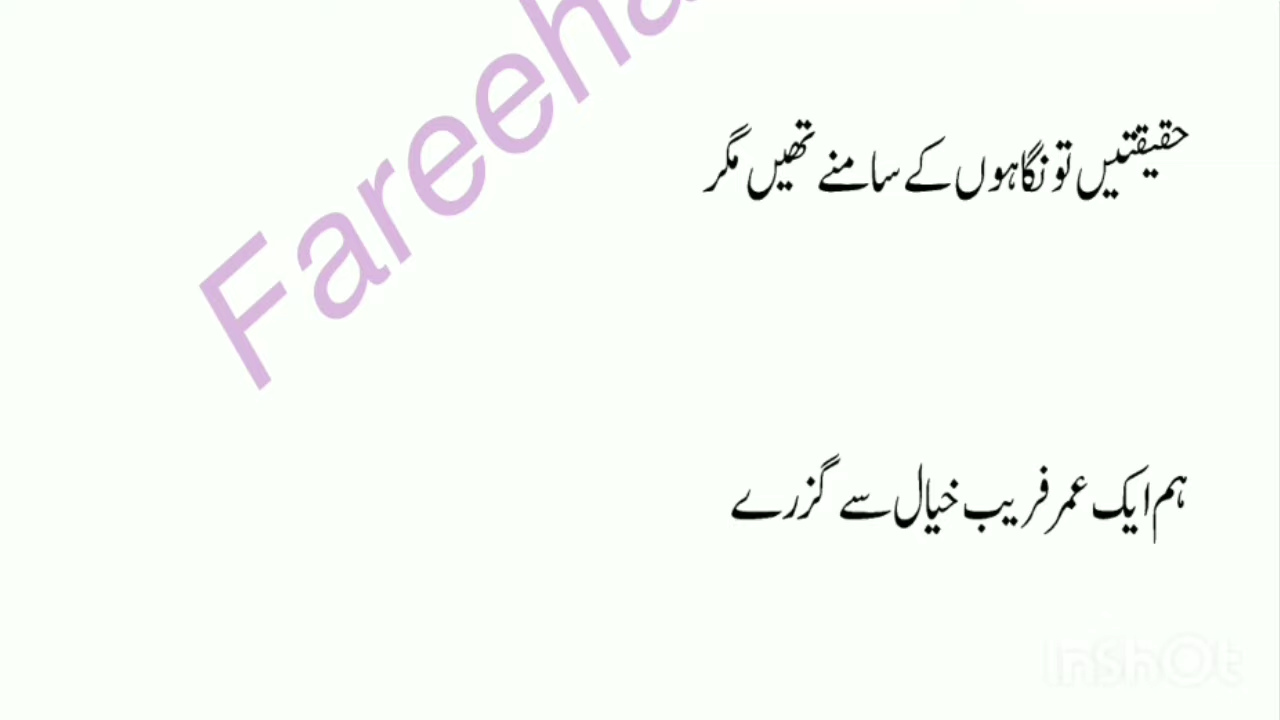 Fareeha
حقیقتیں تو نگاہوں کے سامنے تھیں مگر
ہم ایک عمر فریب خیال سے گزرے
InShOt